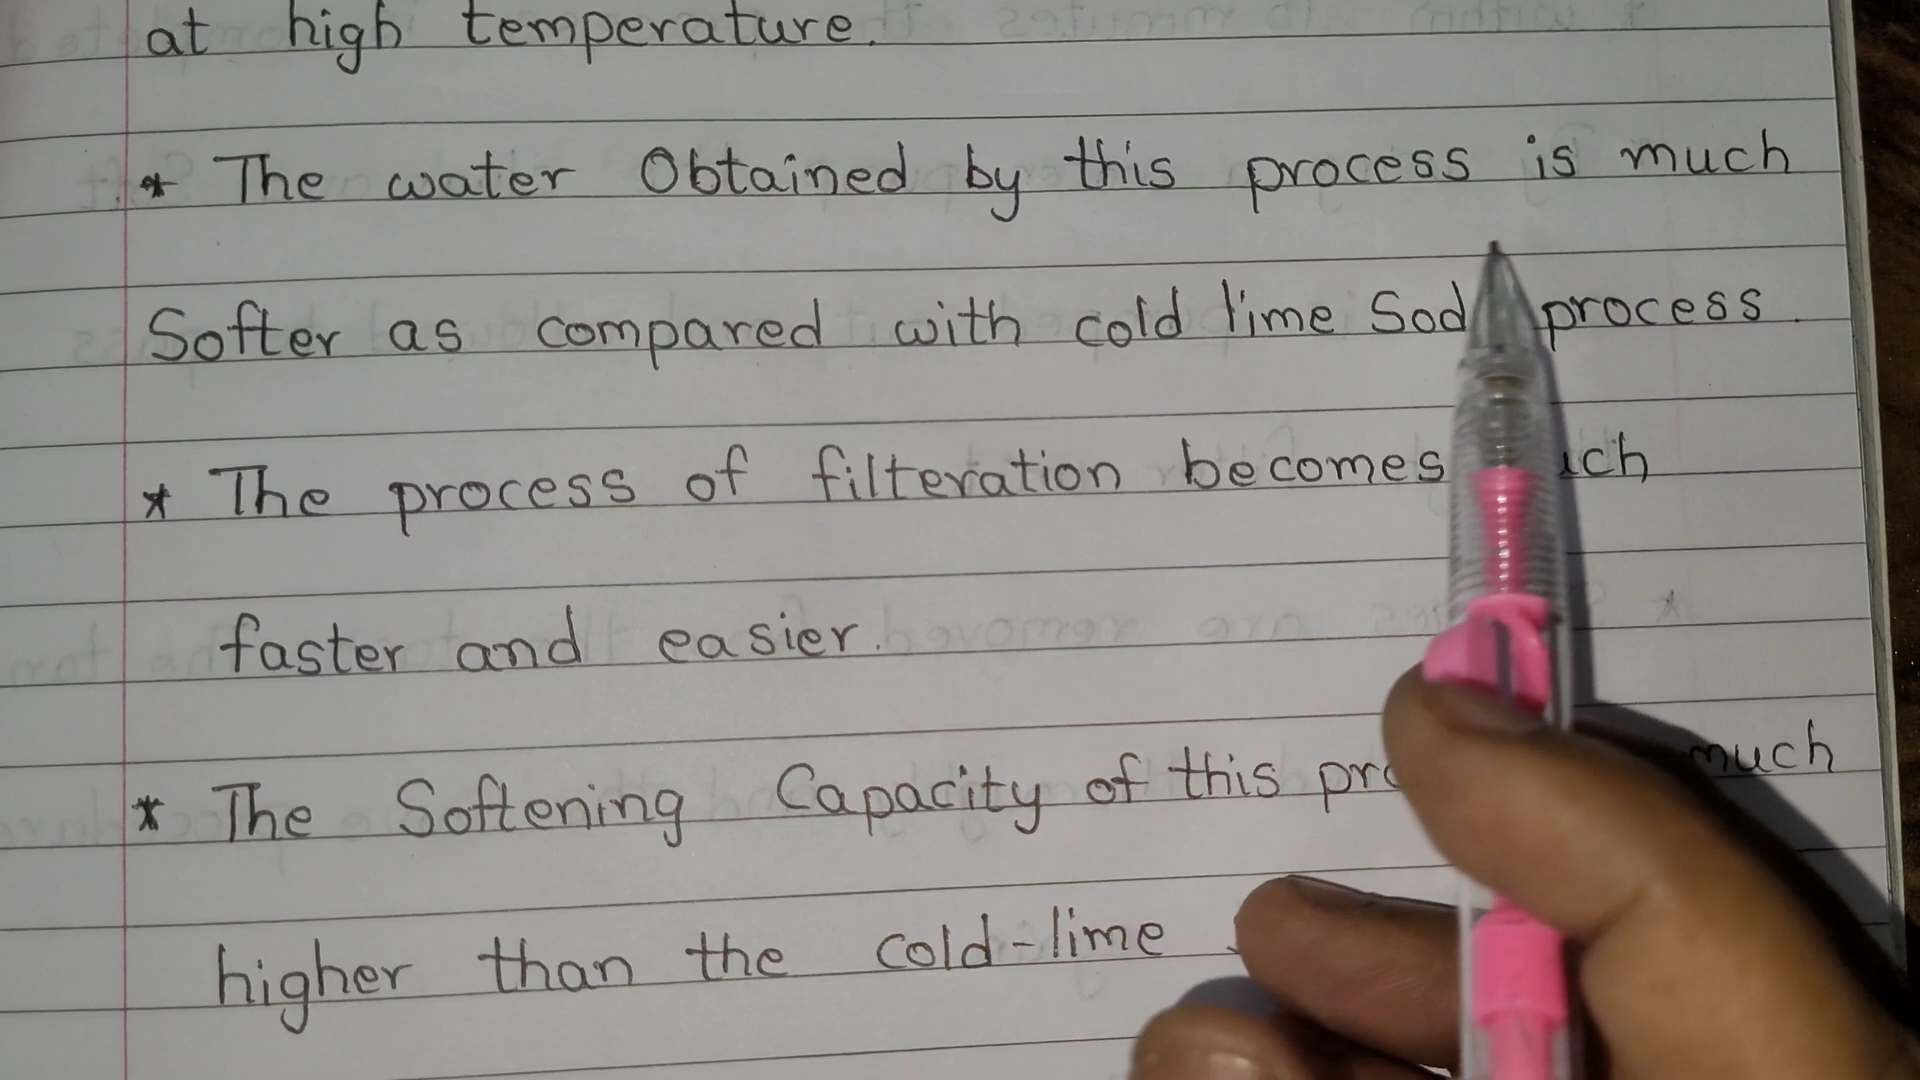 at high temperature.
* The water Obtained by this process is much
Softer as compared with cold lime process.
* The process of filteration becomes
faster and easier.
* The Softening Capacity of this much
higher than the cold-lime